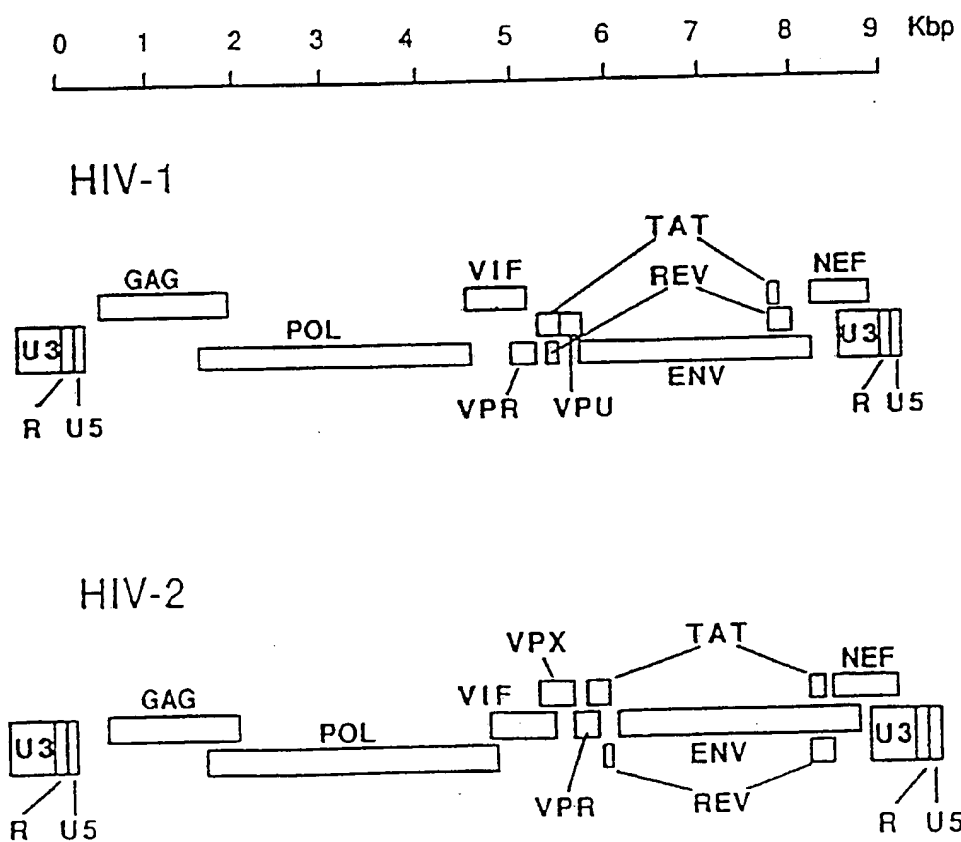 0 1 2 3 4 5 6 7 8 9 Kbp
HIV-1
TAT
GAG VIF REV NEF
U3 POL U3
ENV
VPR VPU
R U5 R U5
HIV-2
VPX TAT NEF
GAG VIF
U3 POL ENV U3
VPR REV
R U5 R U5